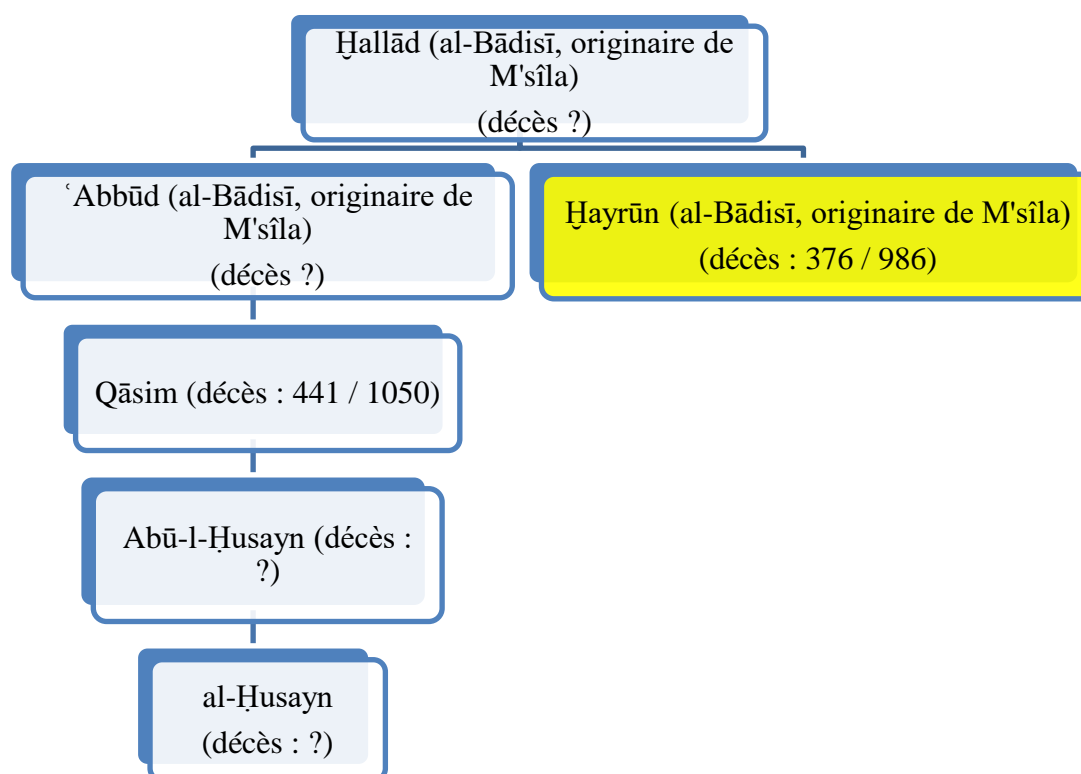 Ḫallād (al-Bādisī, originaire de
M'sîla)
(décès ?)
ʿAbbūd (al-Bādisī, originaire de
M'sîla)
(décès ?)
Ḫayrūn (al-Bādisī, originaire de M'sîla)
(décès : 376 / 986)
Qāsim (décès : 441 / 1050)
Abū-l-Ḥusayn (décès :
?)
al-Ḥusayn
(décès : ?)